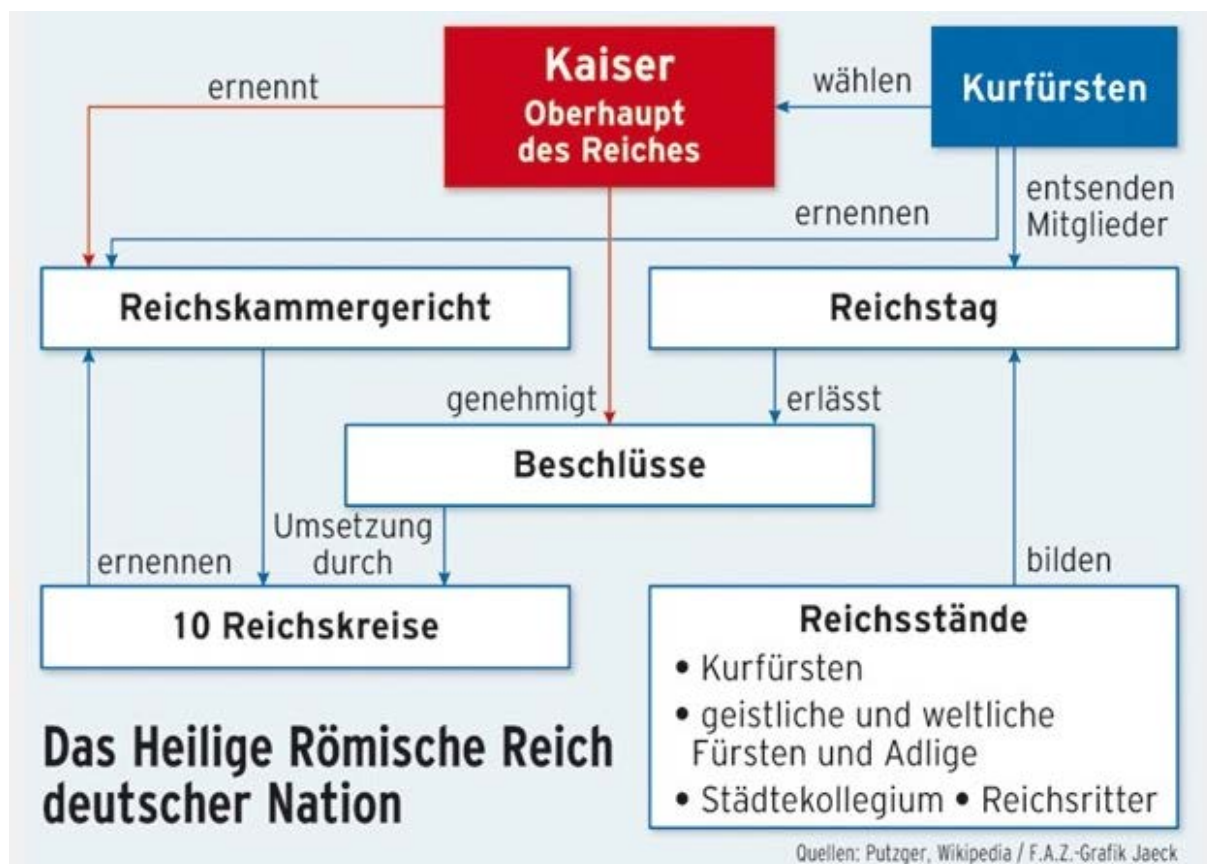 Kaiser
Oberhaupt
des Reiches
Kurfürsten
ernennt
wählen
ernennen
entsenden
Mitglieder
Reichskammergericht
Reichstag
genehmigt
erlässt
Beschlüsse
ernennen
Umsetzung
durch
bilden
10 Reichskreise
Reichsstände
• Kurfürsten
• geistliche und weltliche
Fürsten und Adlige
• Städtekollegium • Reichsritter
Das Heilige Römische Reich
deutscher Nation
Quellen: Putzger, Wikipedia / F.A.Z.-Grafik Jaeck